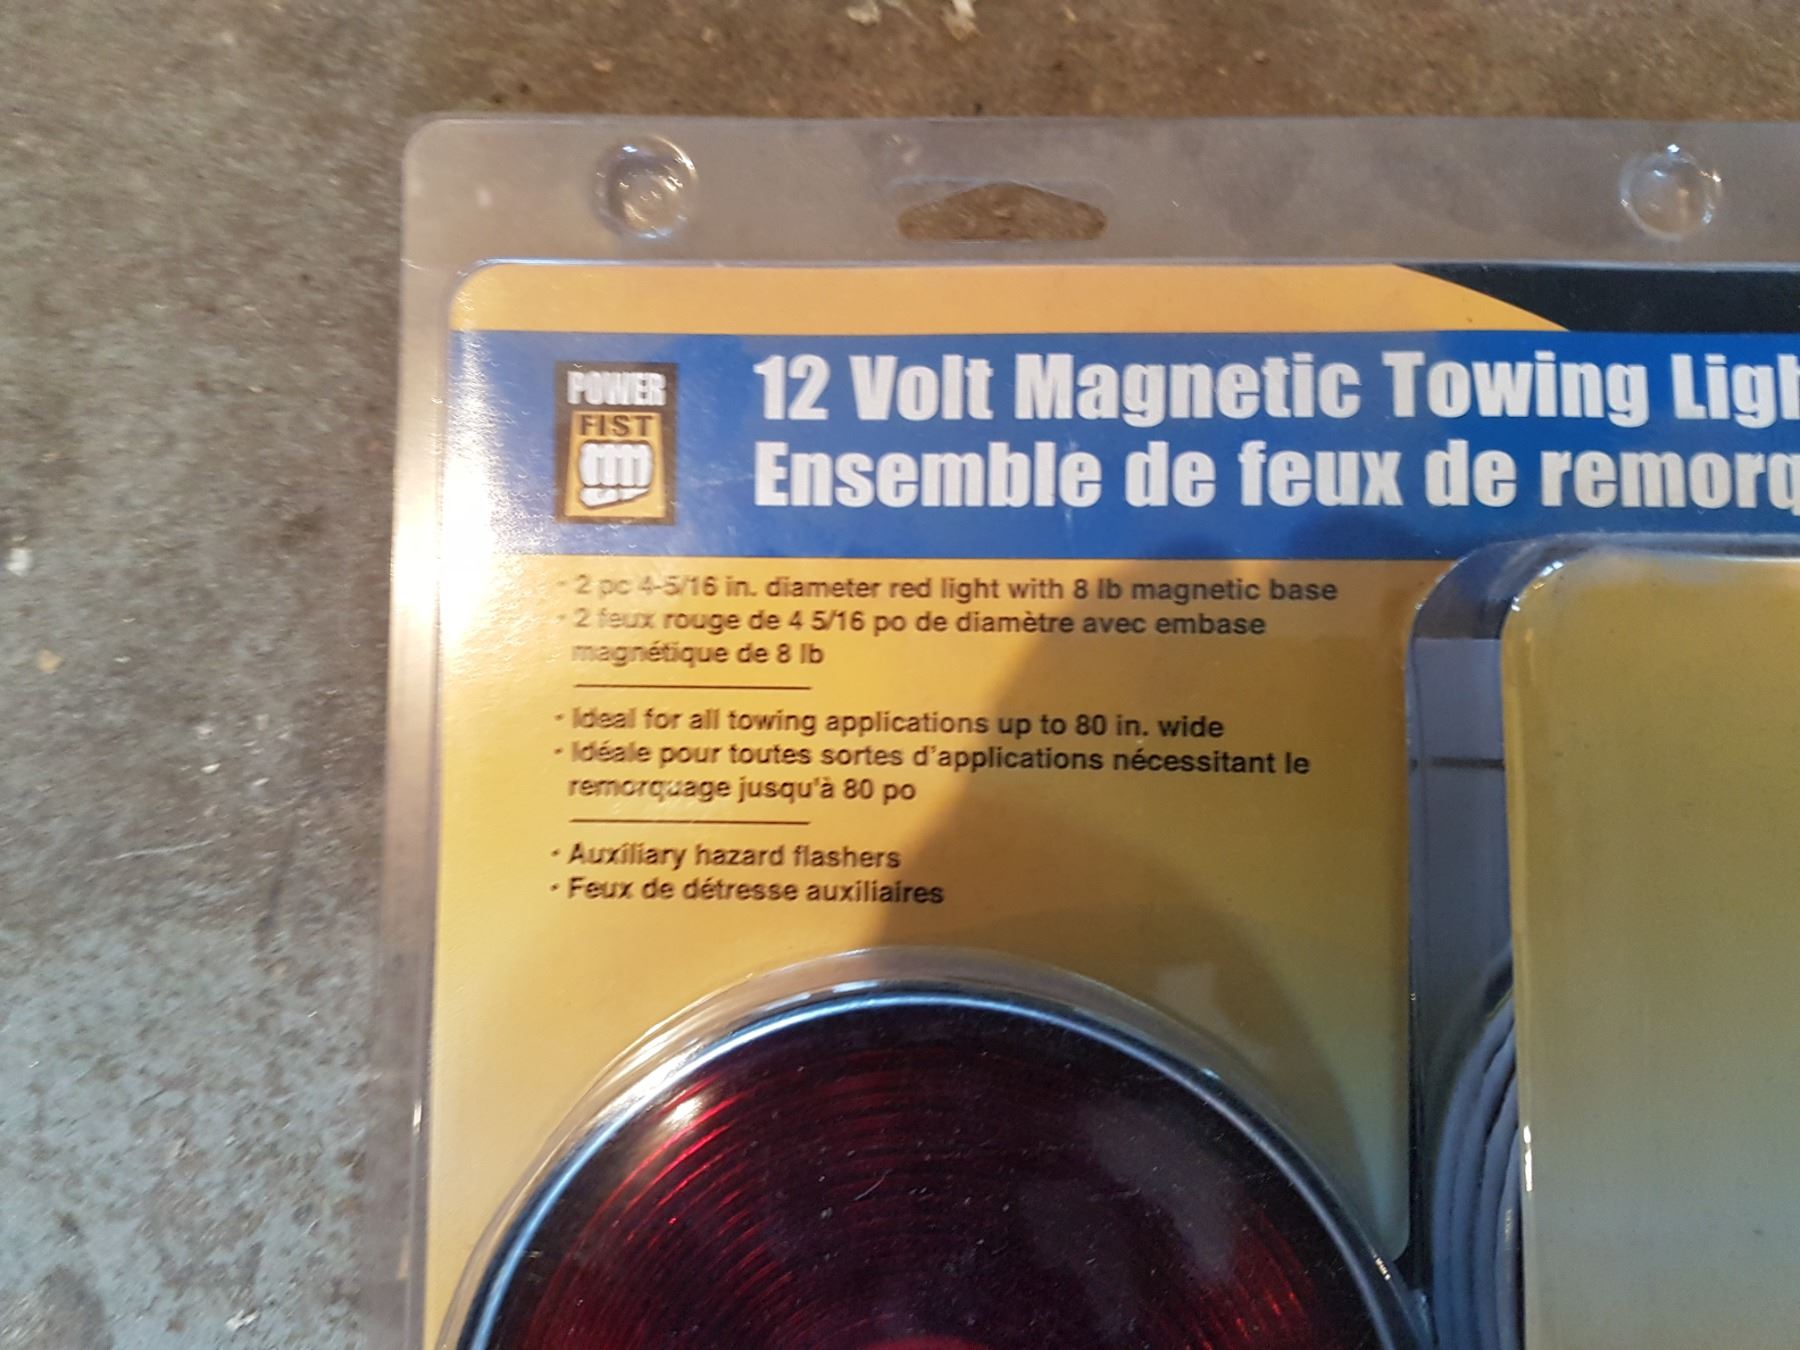 POWER
FIST
12 Volt Magnetic Towing Ligh
Ensemble de feux de remorq
· 2 pc 4-5/16 in. diameter red light with 8 lb magnetic base
· 2 feux rouge de 4 5/16 po de diamètre avec embase
magnétique de 8 lb
· Ideal for all towing applications up to 80 in. wide
· Idéale pour toutes sortes d'applications nécessitant le
remorquage jusqu'à 80 po
· Auxiliary hazard flashers
· Feux de détresse auxiliaires